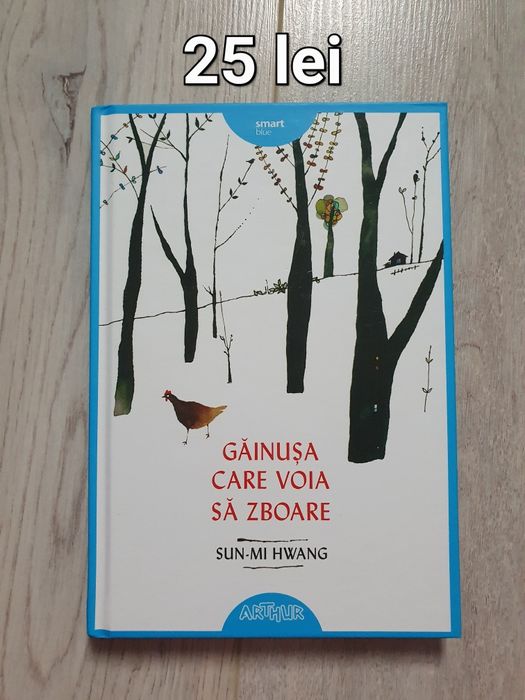 25 lei
smart
blue
GĂINUȘA
CARE VOIA
SĂ ZBOARE
SUN-MI HWANG
ARTHUR